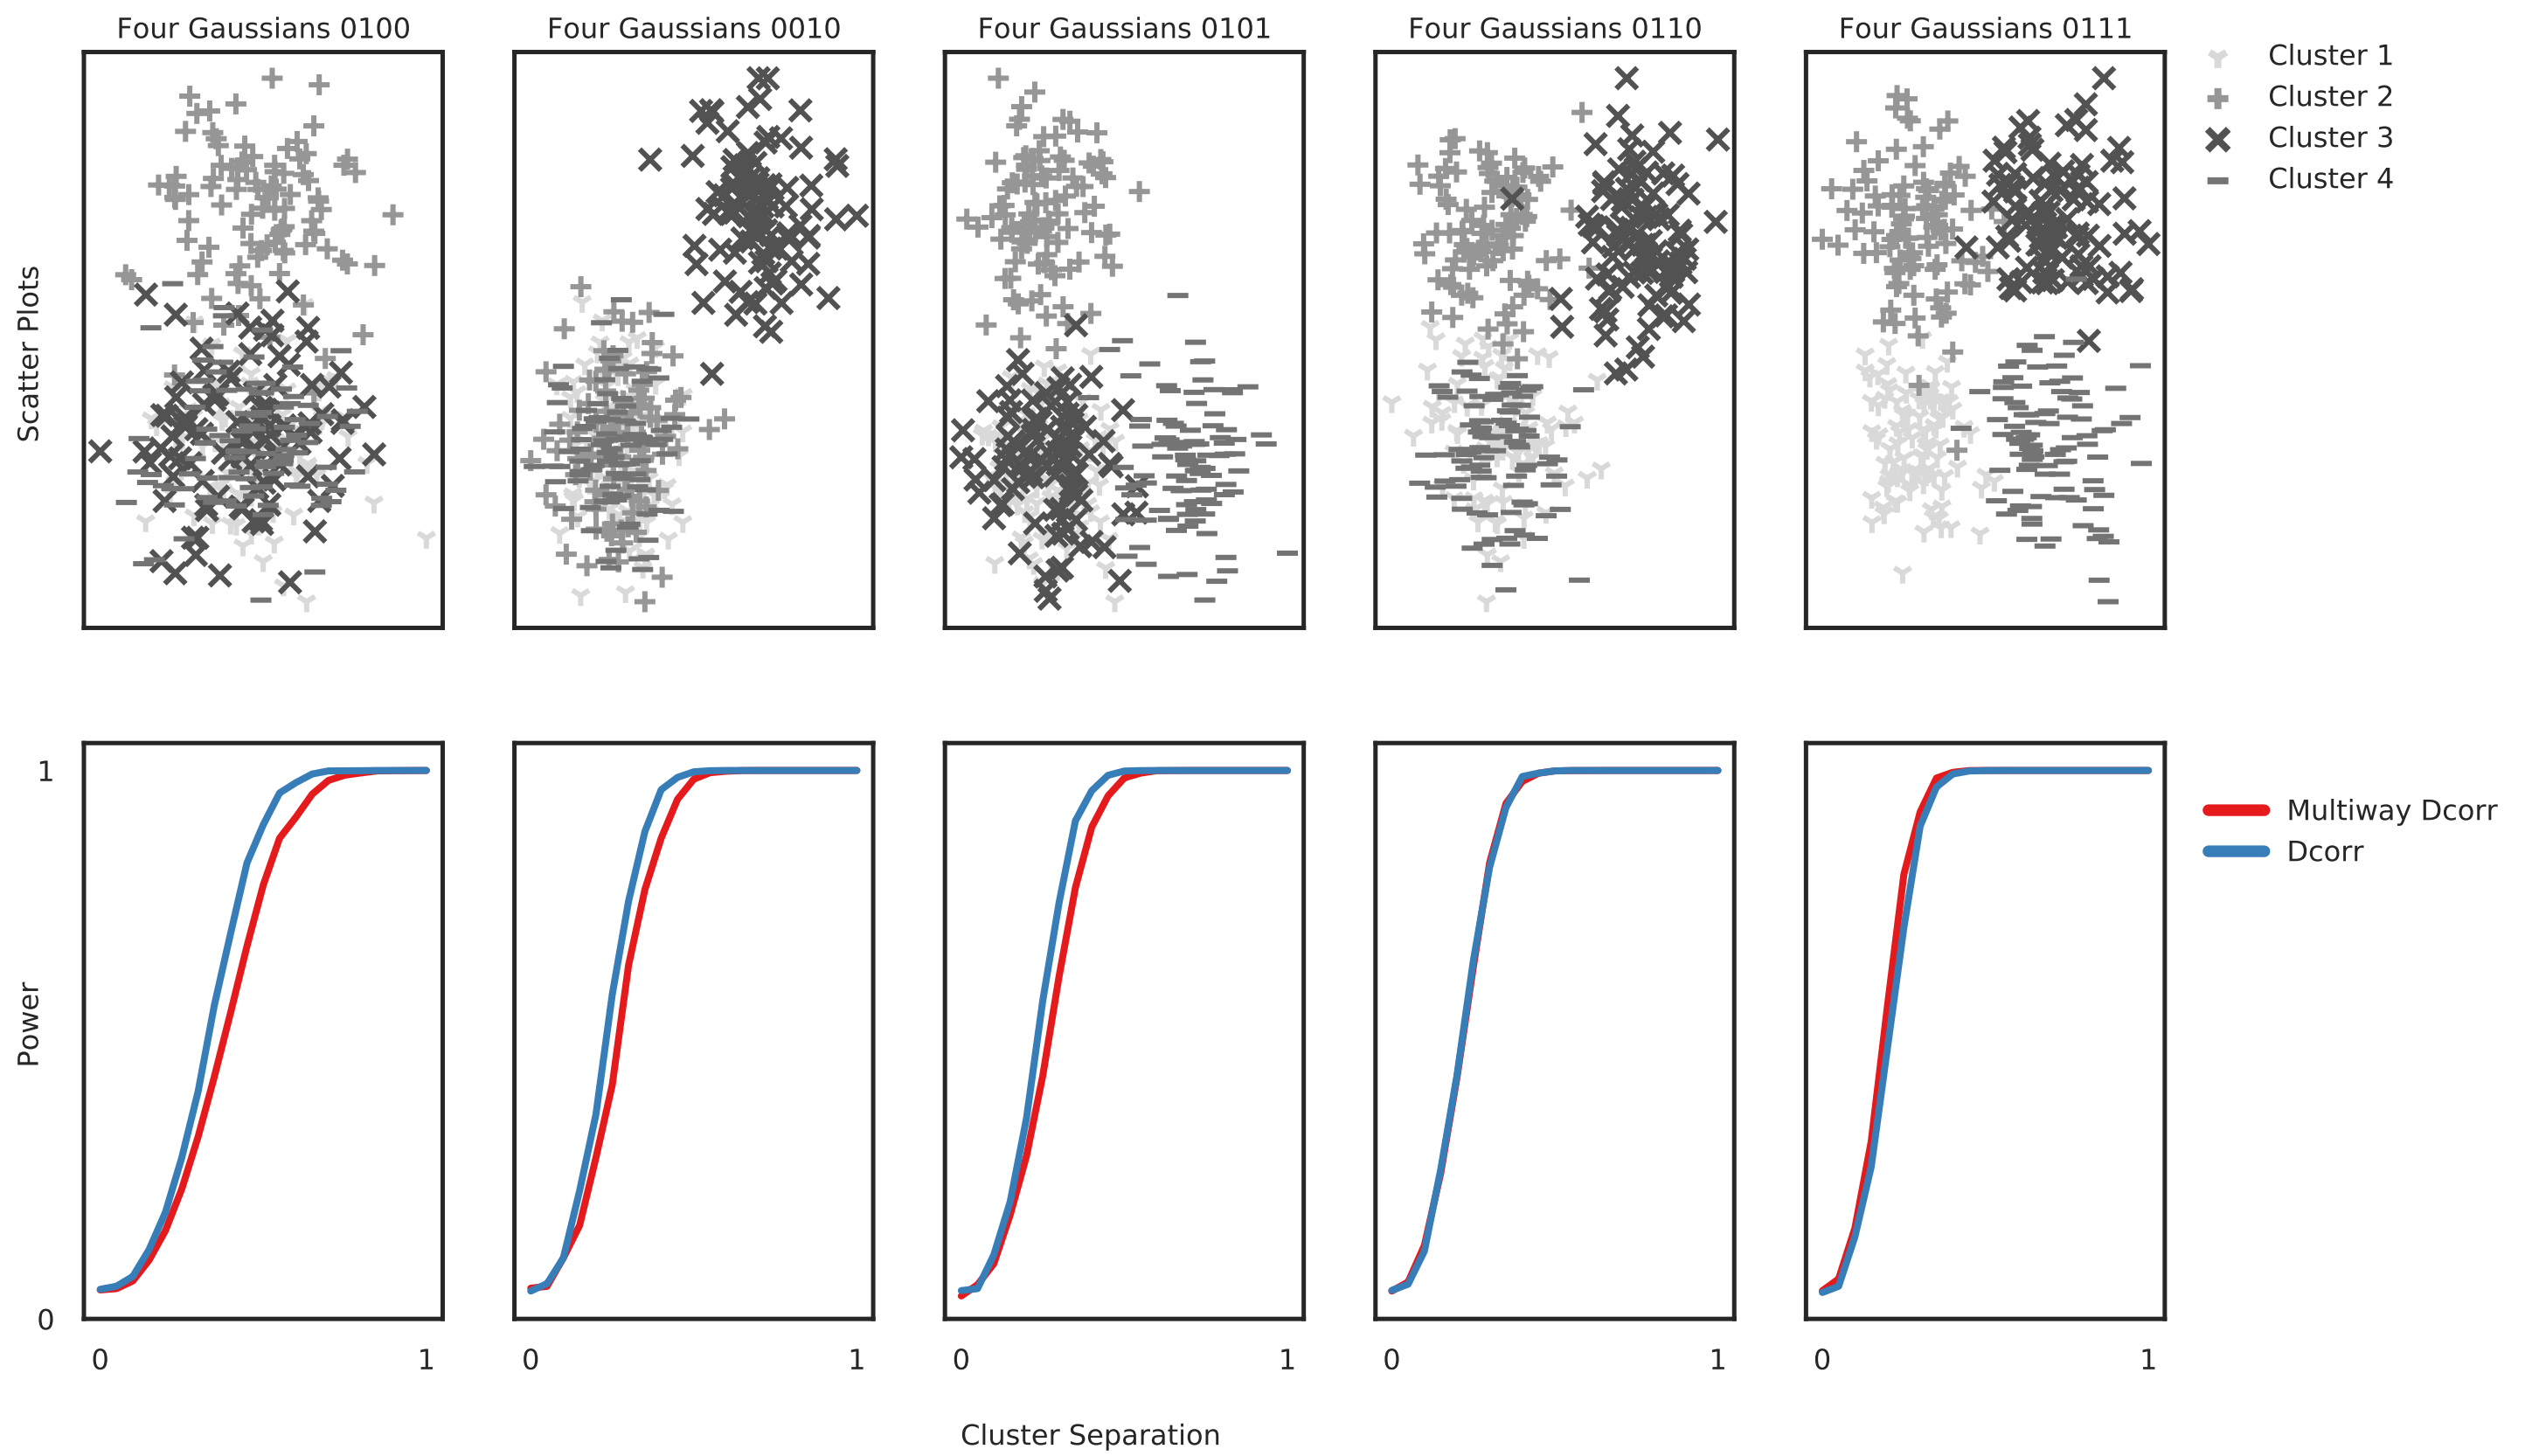 Four Gaussians 0100
Four Gaussians 0010
Four Gaussians 0101
Four Gaussians 0110
Four Gaussians 0111
Cluster 1
Cluster 2
Cluster 3
Cluster 4
Scatter Plots
Power
1
0
Multiway Dcorr
Dcorr
0 1
0 1
0 1
0 1
0 1
Cluster Separation